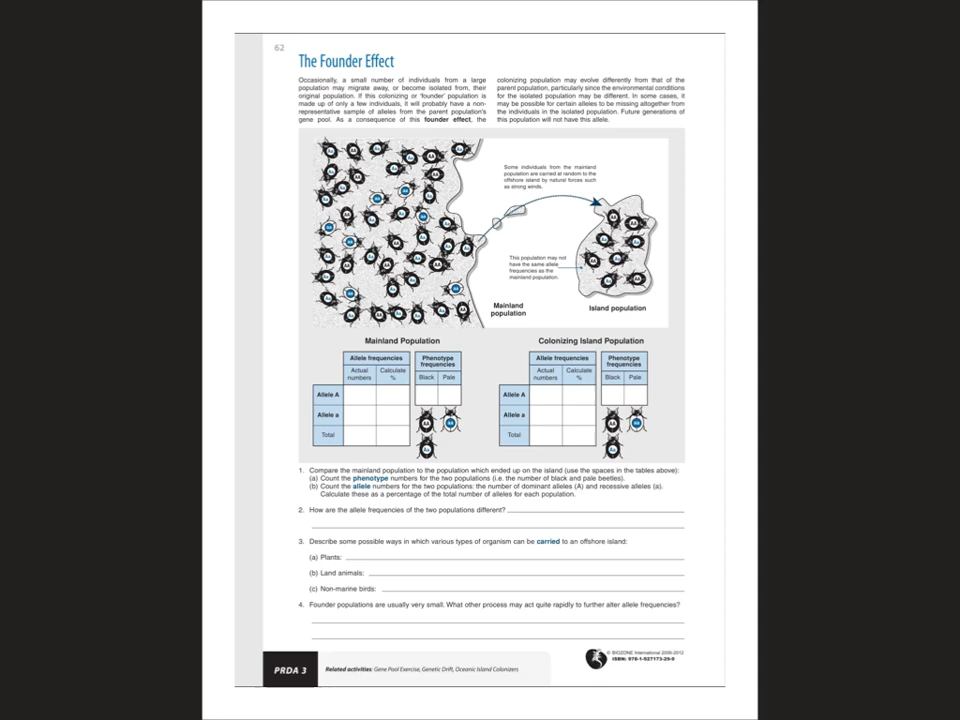 62
The Founder Effect
Occasionally, a small number of individuals from a large
population may migrate away, or become isolated from, their
original population. If this colonizing or 'founder' population is
made up of only a few individuals, it will probably have a non-
representative sample of alleles from the parent population's
gene pool. As a consequence of this founder effect, the
colonizing population may evolve differently from that of the
parent population, particularly since the environmental conditions
for the isolated population may be different. In some cases, it
may be possible for certain alleles to be missing altogether from
the individuals in the isolated population. Future generations of
this population will not have this allele.
Some individuals from the mainland
population are carried at random to the
offshore island by natural forces such
as strong winds.
This population may not
have the same allele
frequencies as the
mainland population.
Mainland
population
Island population
Mainland Population
Allele frequencies
Actual
numbers
Calculate
%
Phenotype
frequencies
Black
Pale
Allele A
Allele a
Total
Colonizing Island Population
Allele frequencies
Actual
numbers
Calculate
%
Phenotype
frequencies
Black
Pale
Allele A
Allele a
Total
1. Compare the mainland population to the population which ended up on the island (use the spaces in the tables above):
(a) Count the phenotype numbers for the two populations (i.e. the number of black and pale beetles).
(b) Count the allele numbers for the two populations: the number of dominant alleles (A) and recessive alleles (a).
Calculate these as a percentage of the total number of alleles for each population.
2. How are the allele frequencies of the two populations different?
3. Describe some possible ways in which various types of organism can be carried to an offshore island:
(a) Plants:
(b) Land animals:
(c) Non-marine birds:
4. Founder populations are usually very small. What other process may act quite rapidly to further alter allele frequencies?
PRDA 3
Related activities: Gene Pool Exercise, Genetic Drift, Oceanic Island Colonizers
© BIOZONE International 2006-2012
ISBN: 978-1-927173-29-9